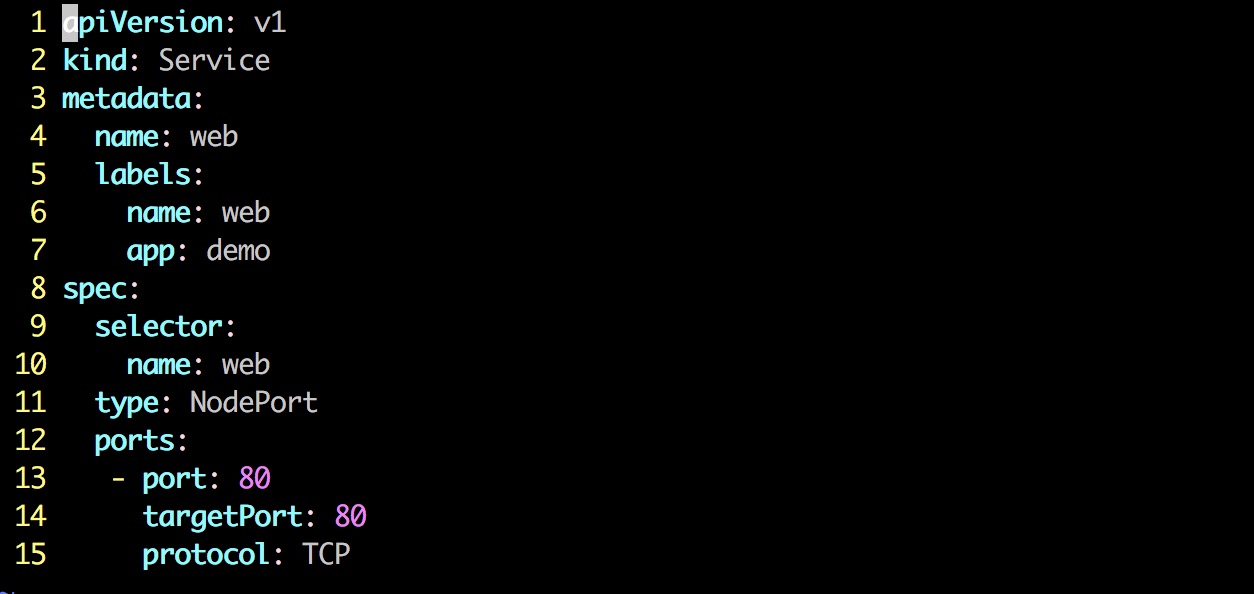 1 apiVersion: v1
2 kind: Service
3 metadata:
4   name: web
5   labels:
6     name: web
7     app: demo
8 spec:
9   selector:
10     name: web
11   type: NodePort
12   ports:
13    - port: 80
14      targetPort: 80
15      protocol: TCP